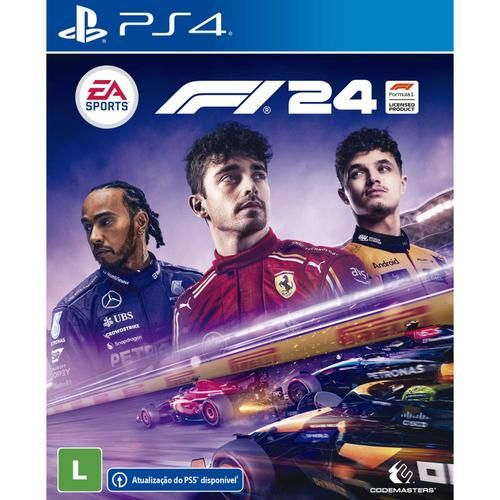 PS4
EA
SPORTS
F1 24
®
F1
Formula 1
LICENSED
PRODUCT
UBS
CROWDSTRIKE
Snapdragon
PETRONAS
Android
L
Atualização do PS5® disponível
CODEMASTERS®